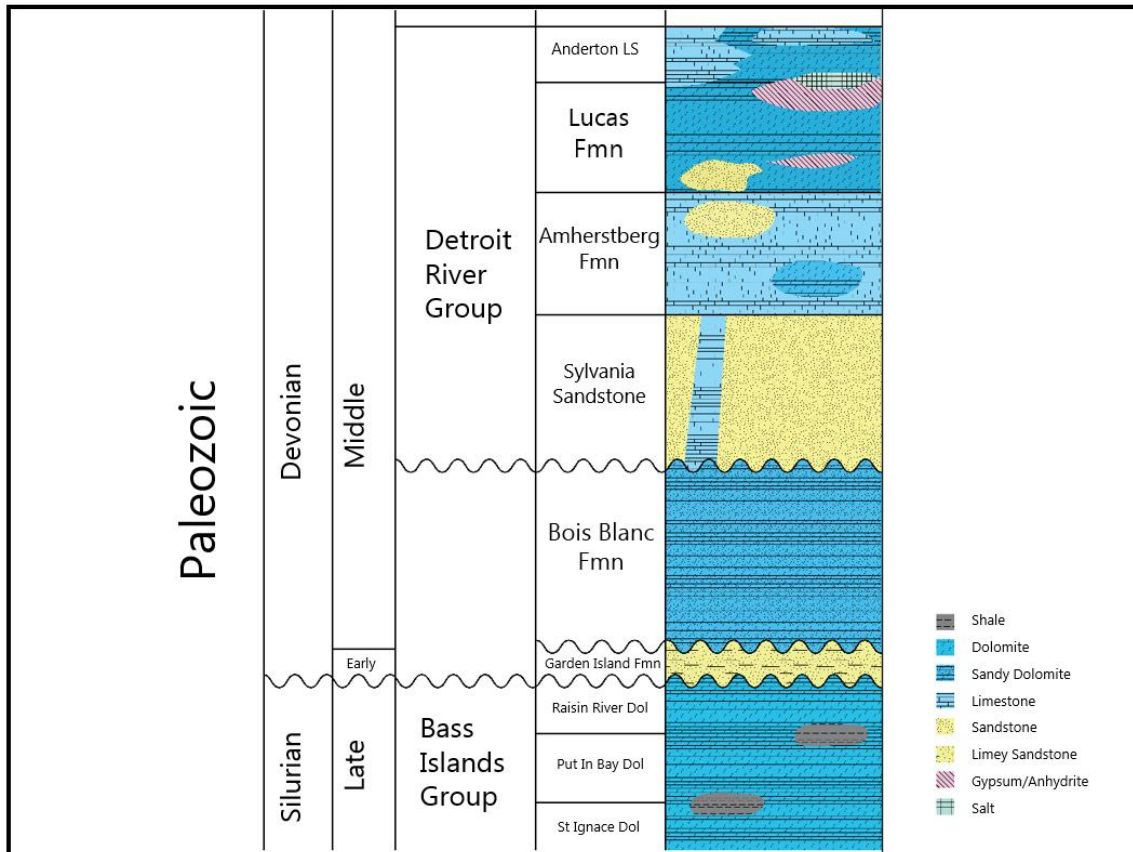 Paleozoic
Devonian
Silurian
Middle
Early
Late
Detroit
River
Group
Bass
Islands
Group
Anderton LS
Lucas
Fmn
Amherstberg
Fmn
Sylvania
Sandstone
Bois Blanc
Fmn
Garden Island Fmn
Raisin River Dol
Put In Bay Dol
St Ignace Dol
Shale
Dolomite
Sandy Dolomite
Limestone
Sandstone
Limey Sandstone
Gypsum/Anhydrite
Salt